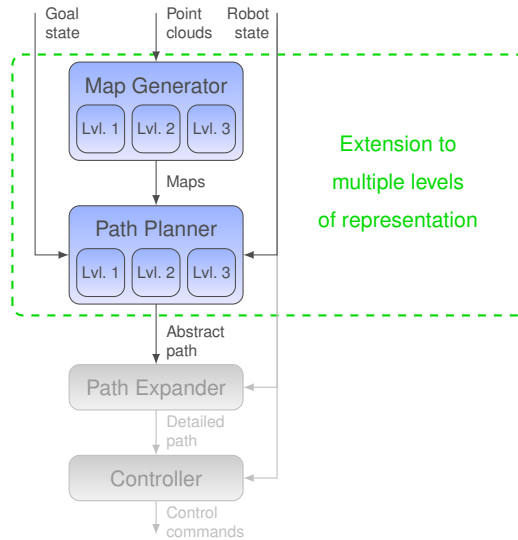 Goal
state
Point
clouds
Robot
state
Map Generator
Lvl. 1
Lvl. 2
Lvl. 3
Maps
Extension to
multiple levels
of representation
Path Planner
Lvl. 1
Lvl. 2
Lvl. 3
Abstract
path
Path Expander
Detailed
path
Controller
Control
commands